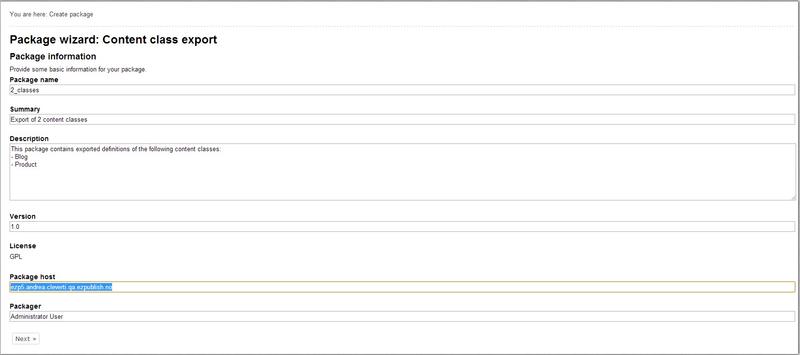 You are here: Create package
Package wizard: Content class export
Package information
Provide some basic information for your package.
Package name
2_classes
Summary
Export of 2 content classes
Description
This package contains exported definitions of the following content classes:
- Blog
- Product
Version
1.0
License
GPL
Package host
ezp5.andrea.cleverti.qa.ezpublish.no
Packager
Administrator User
Next »